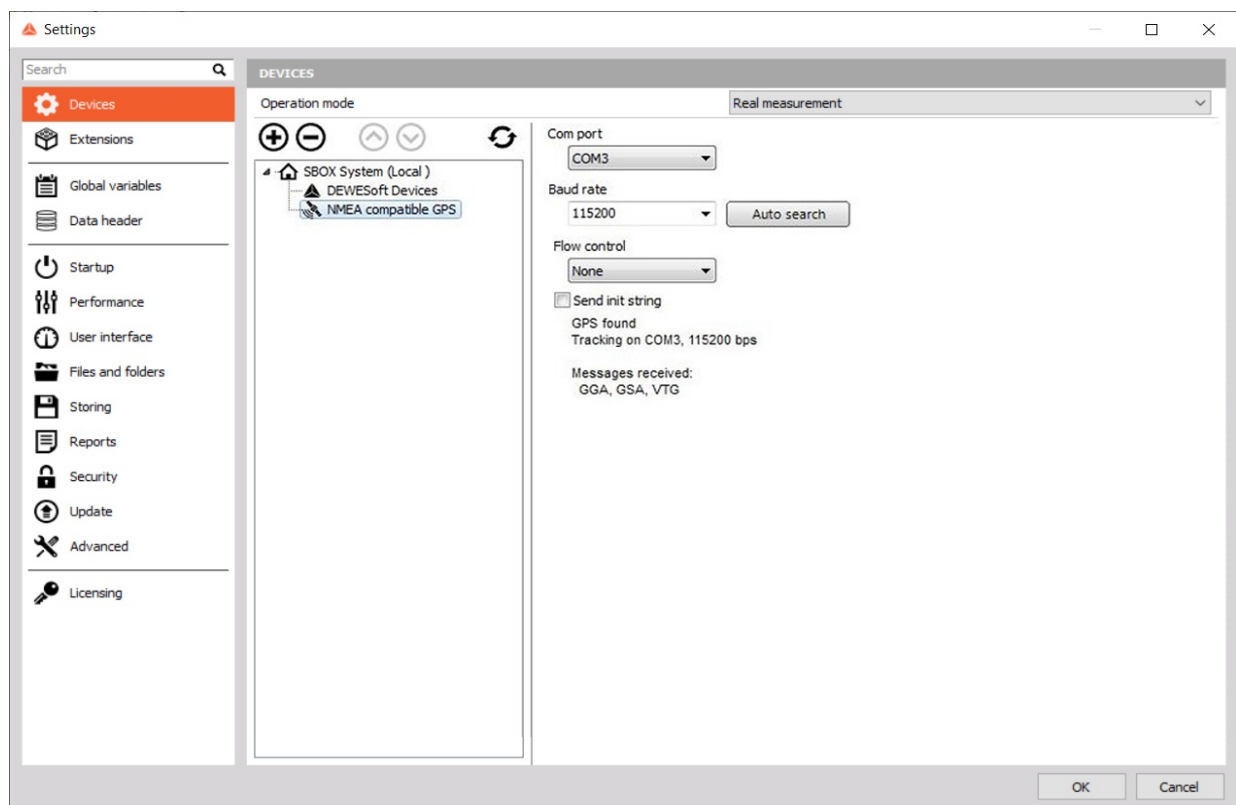 Settings
Search
Devices
Extensions
Global variables
Data header
Startup
Performance
User interface
Files and folders
Storing
Reports
Security
Update
Advanced
Licensing
DEVICES
Operation mode
Real measurement
SBOX System (Local )
DEWESoft Devices
NMEA compatible GPS
Com port
COM3
Baud rate
115200
Auto search
Flow control
None
Send init string
GPS found
Tracking on COM3, 115200 bps
Messages received:
GGA, GSA, VTG
OK
Cancel